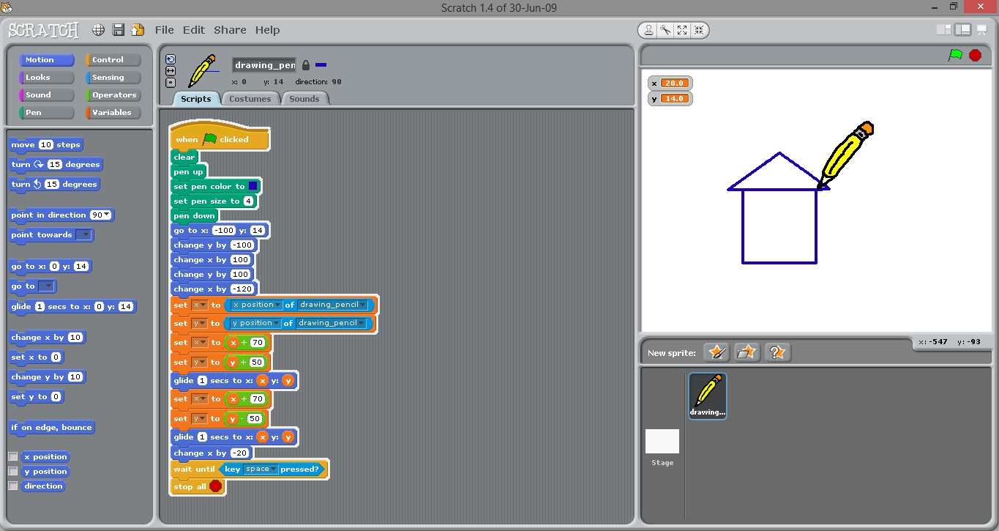 Scratch 1.4 of 30-Jun-09
SCRATCH File Edit Share Help
Motion Control
Looks Sensing
Sound Operators
Pen Variables
move 10 steps
turn 15 degrees
turn 15 degrees
point in direction 90
point towards
go to x: 0 y: 14
go to
glide 1 secs to x: 0 y: 14
change x by 10
set x to 0
change y by 10
set y to 0
if on edge, bounce
x position
y position
direction
drawing_pen
x: 0 y: 14 direction: 90
Scripts Costumes Sounds
when clicked
clear
pen up
set pen color to
set pen size to 4
pen down
go to x: -100 y: 14
change y by -100
change x by 100
change y by 100
change x by -120
set x to x position of drawing_pencil
set y to y position of drawing_pencil
set x to x + 70
set y to y + 50
glide 1 secs to x: x y: y
set x to x + 70
set y to y - 50
glide 1 secs to x: x y: y
change x by -20
wait until key space pressed?
stop all
x 20.0
y 14.0
x: -547 y: -93
New sprite:
drawing...
Stage